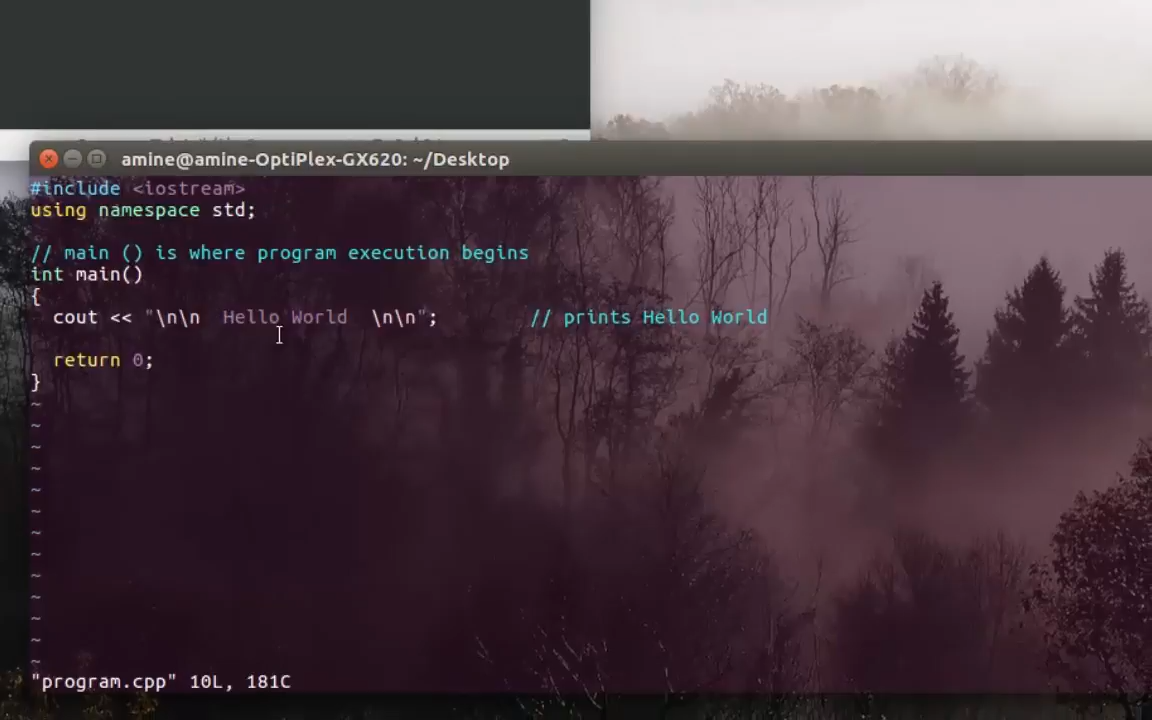 amine@amine-OptiPlex-GX620: ~/Desktop
#include <iostream>
using namespace std;
// main () is where program execution begins
int main()
{
  cout << "\n\n  Hello World  \n\n";        // prints Hello World
  return 0;
}
~
~
~
~
~
~
~
~
~
~
~
~
~
"program.cpp" 10L, 181C